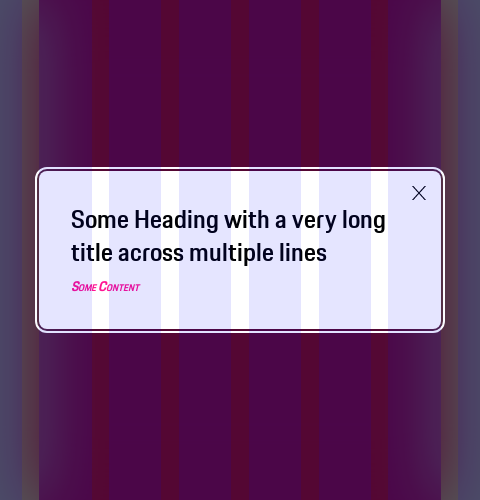 Some Heading with a very long
title across multiple lines
Some Content